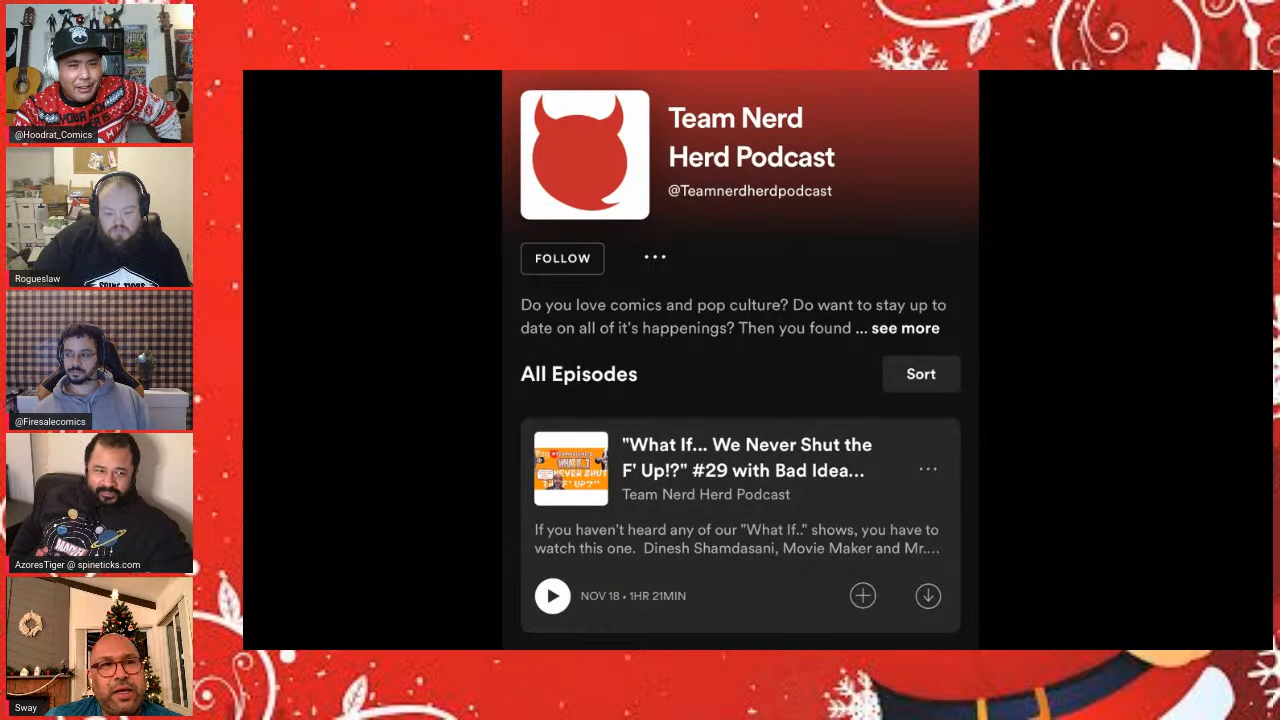 @Hoodrat_Comics
Rogueslaw
@Firesalecomics
AzoresTiger @ spineticks.com
Sway
Team Nerd
Herd Podcast
@Teamnerdherdpodcast
FOLLOW
Do you love comics and pop culture? Do want to stay up to
date on all of it's happenings? Then you found ... see more
All Episodes
Sort
"What If... We Never Shut the
F' Up!?" #29 with Bad Idea...
Team Nerd Herd Podcast
If you haven't heard any of our "What If.." shows, you have to
watch this one. Dinesh Shamdasani, Movie Maker and Mr....
NOV 18 • 1HR 21MIN